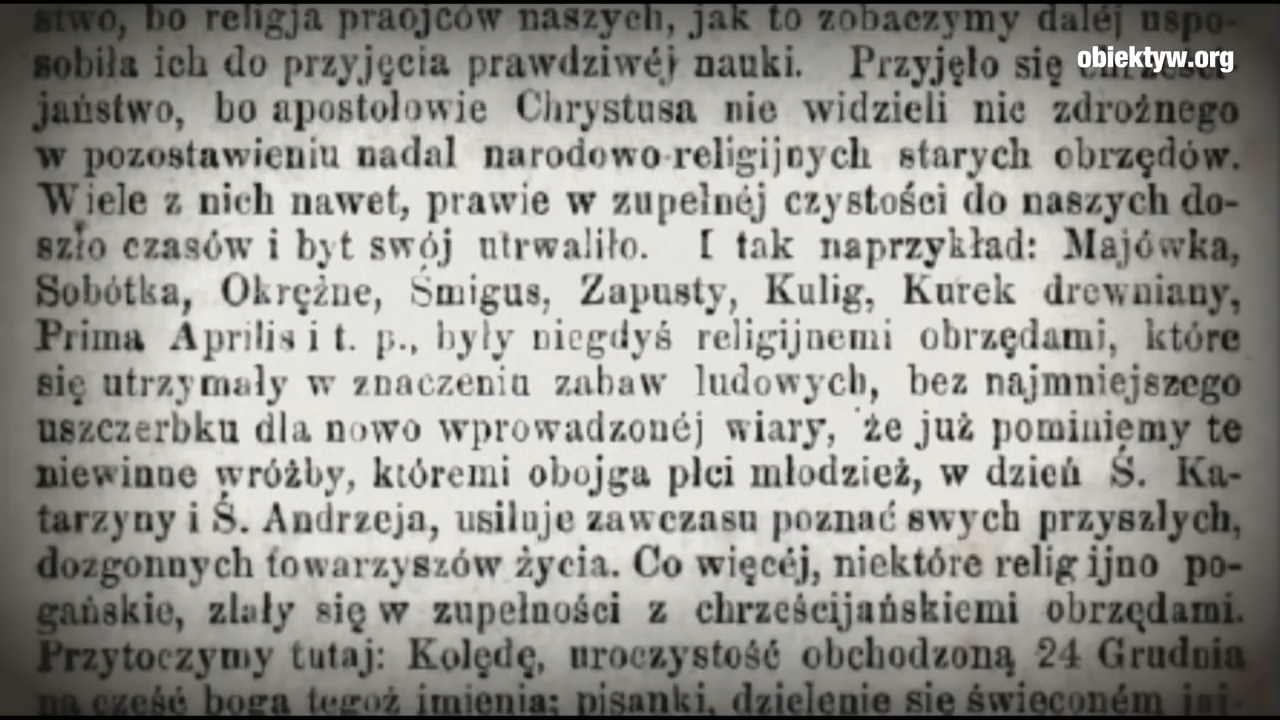 stwo, bo religja praojców naszych, jak to zobaczymy daléj uspo-
obiektyw.org
sobiła ich do przyjęcia prawdziwéj nauki. Przyjęło się chrześci
jaństwo, bo apostołowie Chrystusa nie widzieli nic zdrożnego
w pozostawieniu nadal narodowo-religijnych starych obrzędów.
Wiele z nich nawet, prawie w zupełnéj czystości do naszych do-
szło czasów i byt swój utrwaliło. I tak naprzykład: Majówka,
Sobótka, Okrężne, Śmigus, Zapusty, Kulig, Kurek drewniany,
Prima Aprilis i t. p., były niegdyś religijnemi obrzędami, które
się utrzymały w znaczeniu zabaw ludowych, bez najmniejszego
uszczerbku dla nowo wprowadzonéj wiary, że już pominięmy te
niewinne wróżby, któremi obojga płci młodzież, w dzień Ś. Ka-
tarzyny i Ś. Andrzeja, usiłuje zawczasu poznać swych przyszłych,
dozgonnych towarzyszów życia. Co więcéj, niektóre relig ijno po-
gańskie, zlały się w zupełności z chrześcijańskiemi obrzędami.
Przytoczymy tutaj: Kolędę, uroczystość obchodzoną 24 Grudnia
na cześć boga tegoż imienia; pisanki, dzielenie się święconém jaj-